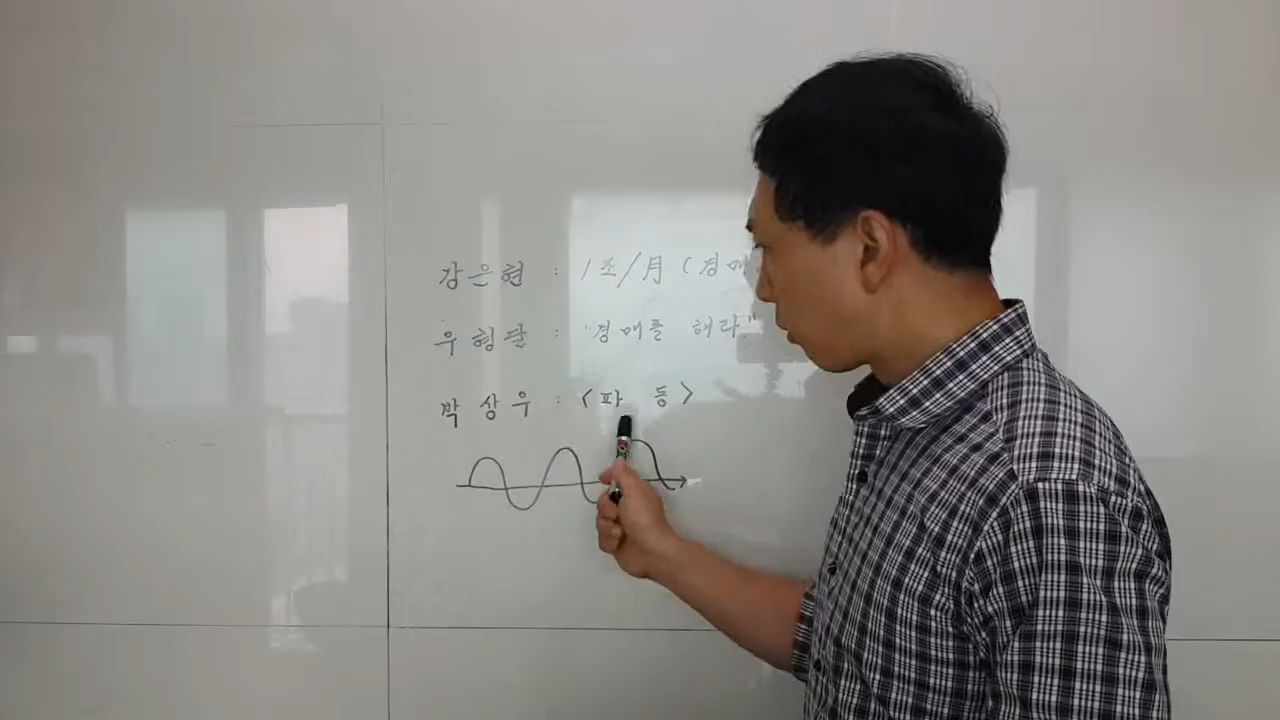 강은현 : 1조/月 (경매
우형달 : "경매를 해라"
박상우 : <파 동>